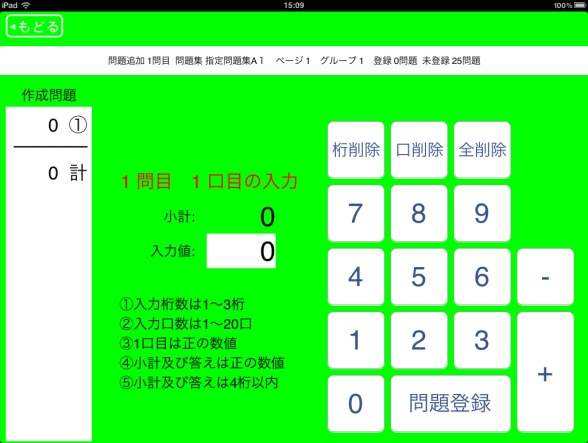 iPad 15:09 100%
もどる
問題追加 1問目 問題集 指定問題集A1 ページ 1 グループ 1 登録 0問題 未登録 25問題
作成問題
0 ①
0 計
1 問目 1 口目の入力
小計: 0
入力値: 0
①入力桁数は1〜3桁
②入力口数は1〜20口
③1口目は正の数値
④小計及び答えは正の数値
⑤小計及び答えは4桁以内
桁削除 口削除 全削除
7 8 9
4 5 6 -
1 2 3 +
0 問題登録